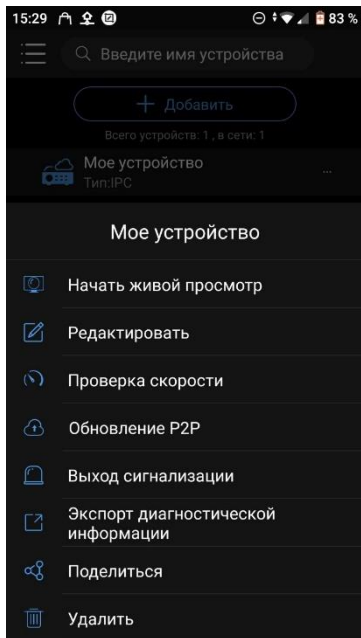 15:29 83 %
Введите имя устройства
+ Добавить
Всего устройств: 1 , в сети: 1
Мое устройство
Тип:IPC
...
Мое устройство
Начать живой просмотр
Редактировать
Проверка скорости
Обновление P2P
Выход сигнализации
Экспорт диагностической
информации
Поделиться
Удалить